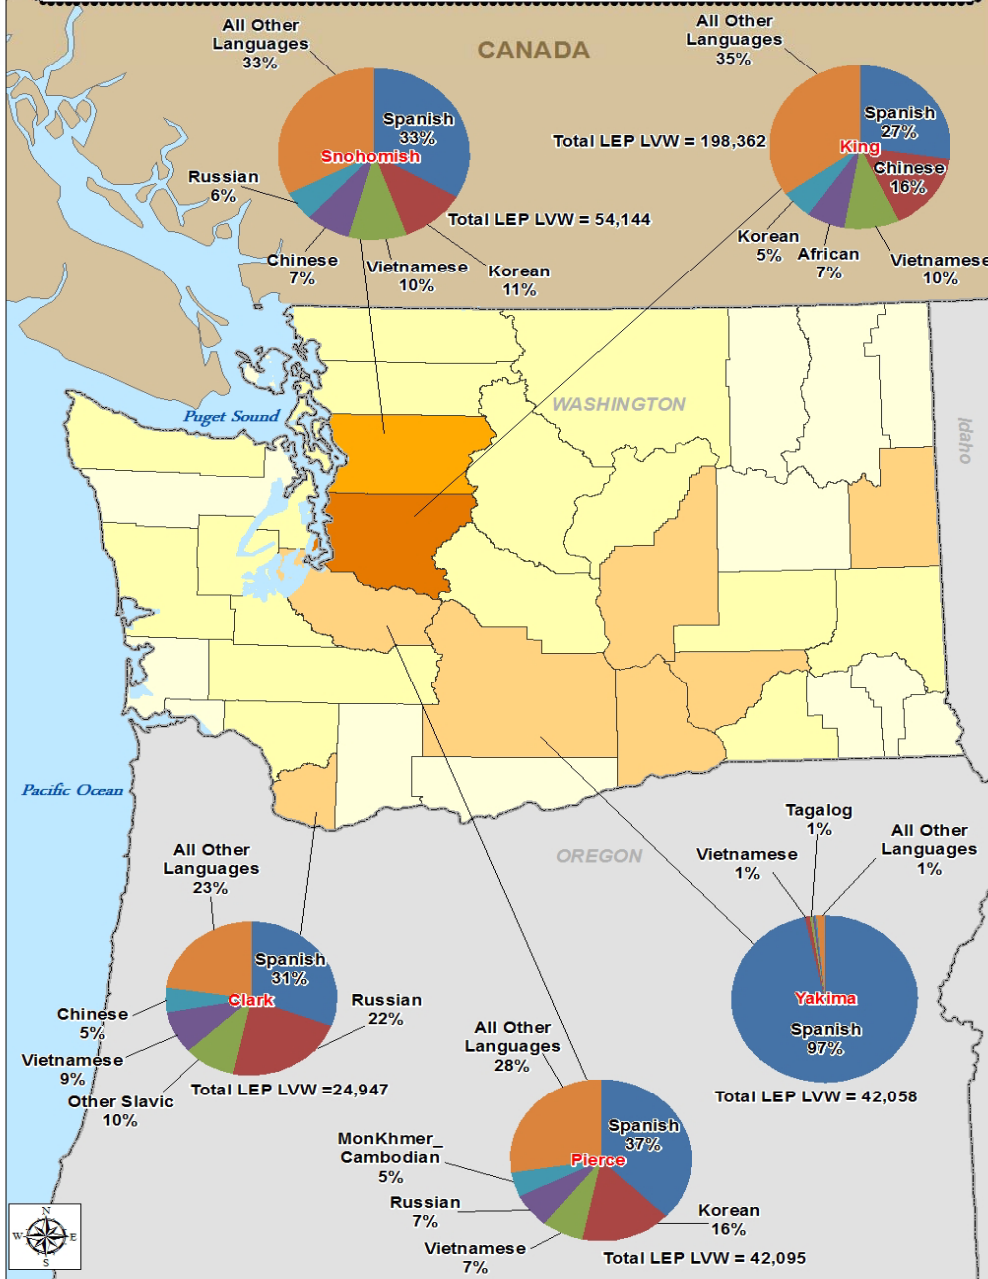 All Other
Languages
33%
CANADA
All Other
Languages
35%
Spanish
33%
Snohomish
Russian
6%
Chinese
7%
Vietnamese
10%
Korean
11%
Total LEP LVW = 54,144
Total LEP LVW = 198,362
Spanish
27%
King
Chinese
16%
Korean
5%
African
7%
Vietnamese
10%
Puget Sound
WASHINGTON
Idaho
Pacific Ocean
OREGON
All Other
Languages
23%
Spanish
31%
Clark
Russian
22%
Chinese
5%
Vietnamese
9%
Other Slavic
10%
Total LEP LVW =24,947
Tagalog
1%
Vietnamese
1%
All Other
Languages
1%
Yakima
Spanish
97%
Total LEP LVW = 42,058
All Other
Languages
28%
Spanish
37%
Pierce
MonKhmer_
Cambodian
5%
Russian
7%
Vietnamese
7%
Korean
16%
Total LEP LVW = 42,095
N
W
E
S